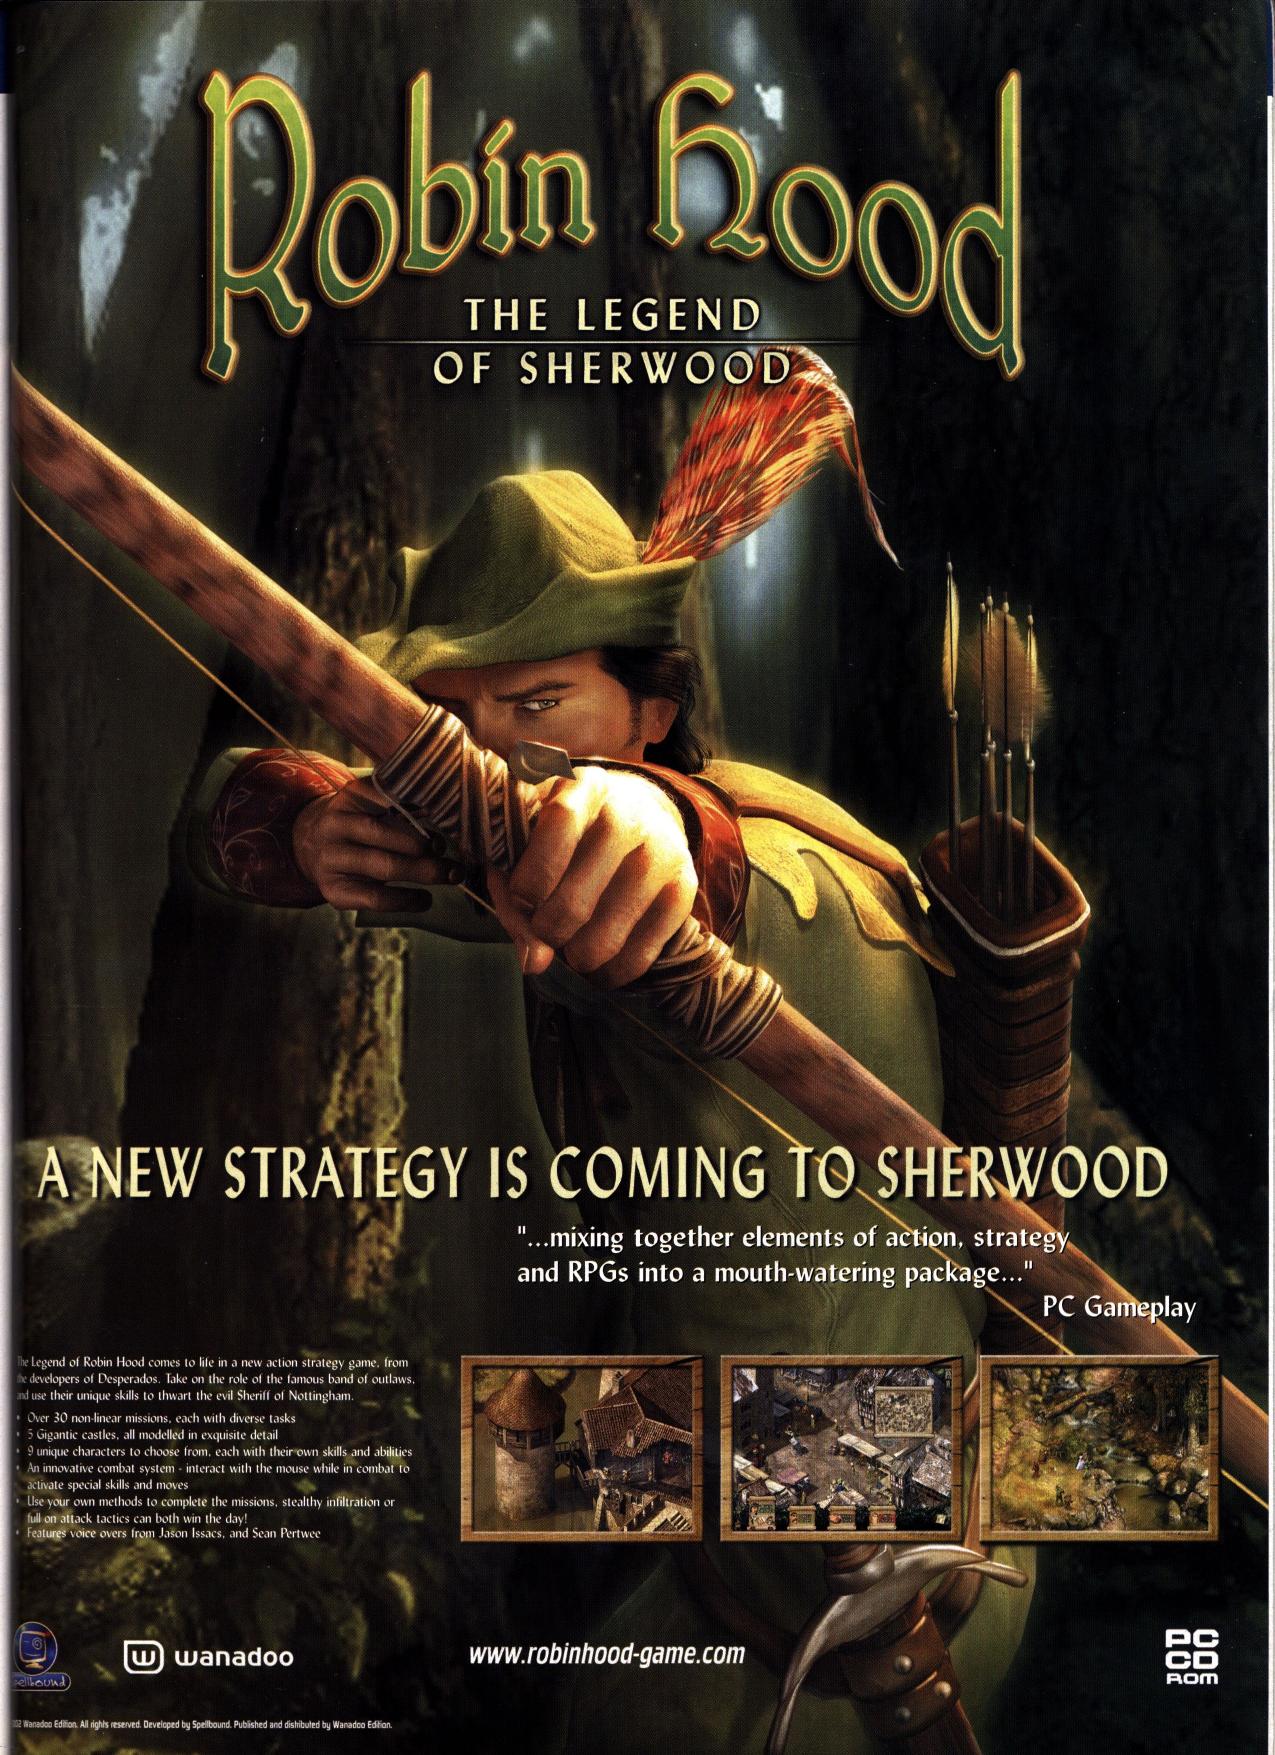 Robin Hood
THE LEGEND
OF SHERWOOD
A NEW STRATEGY IS COMING TO SHERWOOD
"...mixing together elements of action, strategy
and RPGs into a mouth-watering package..."
PC Gameplay
The Legend of Robin Hood comes to life in a new action strategy game, from
the developers of Desperados. Take on the role of the famous band of outlaws,
and use their unique skills to thwart the evil Sheriff of Nottingham.
• Over 30 non-linear missions, each with diverse tasks
• 5 Gigantic castles, all modelled in exquisite detail
• 9 unique characters to choose from, each with their own skills and abilities
• An innovative combat system - interact with the mouse while in combat to
activate special skills and moves
• Use your own methods to complete the missions, stealthy infiltration or
full on attack tactics can both win the day!
• Features voice overs from Jason Issacs, and Sean Pertwee
pellbound
w wanadoo
www.robinhood-game.com
PC
CD
ROM
02 Wanadoo Edition. All rights reserved. Developed by Spellbound. Published and distributed by Wanadoo Edition.